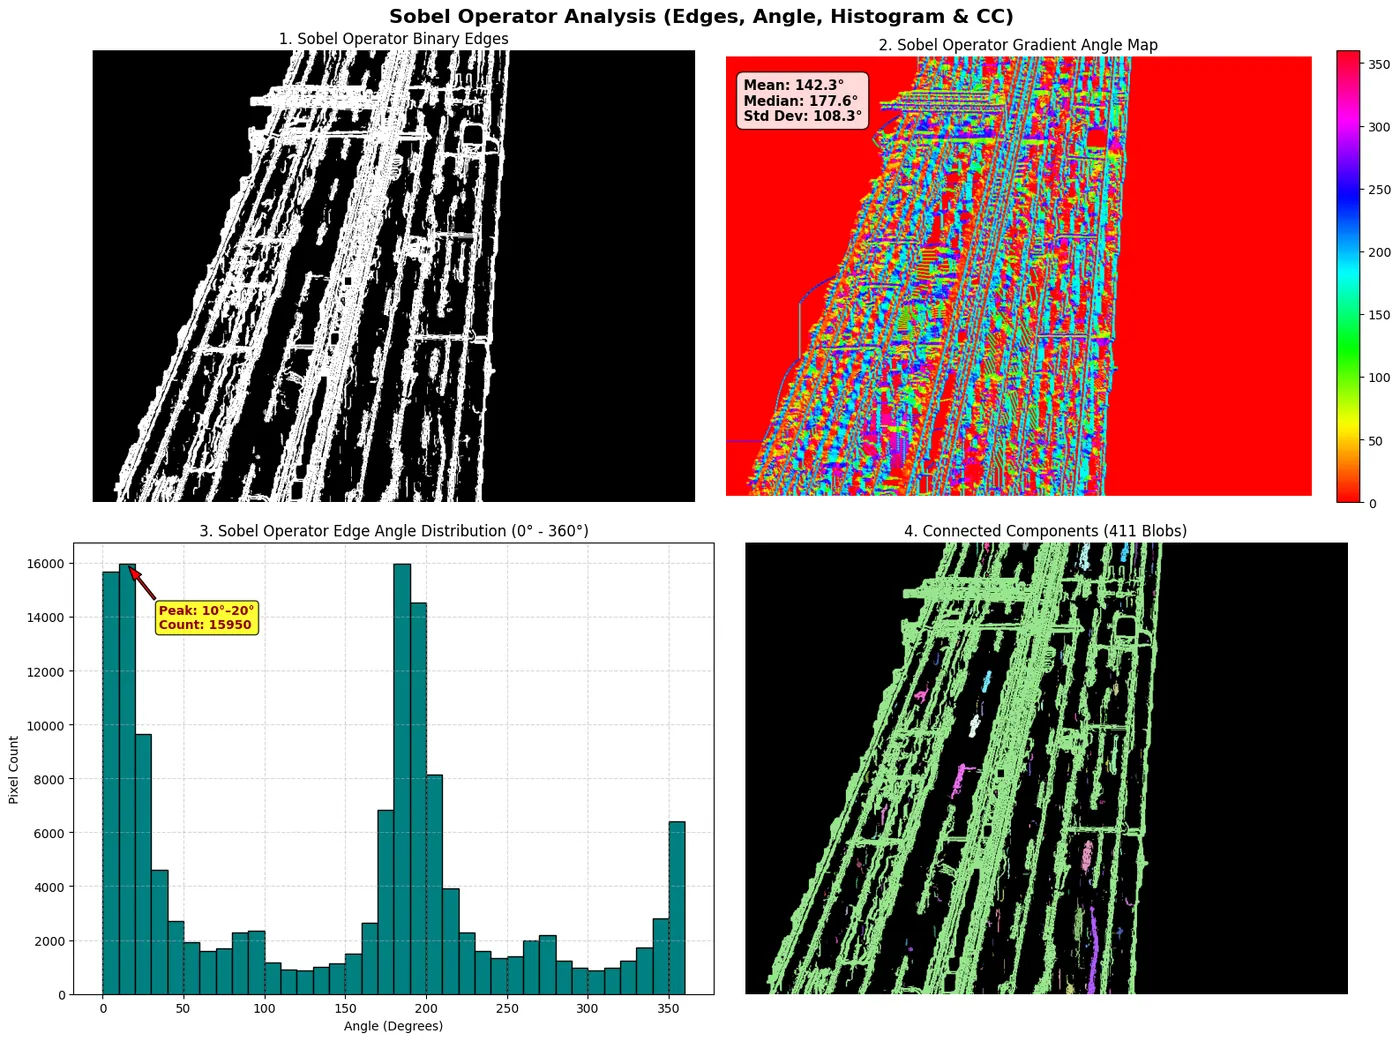 Sobel Operator Analysis (Edges, Angle, Histogram & CC)
1. Sobel Operator Binary Edges
2. Sobel Operator Gradient Angle Map
Mean: 142.3°
Median: 177.6°
Std Dev: 108.3°
350
300
250
200
150
100
50
0
3. Sobel Operator Edge Angle Distribution (0° - 360°)
Peak: 10°–20°
Count: 15950
16000
14000
12000
10000
8000
6000
4000
2000
0
Pixel Count
0 50 100 150 200 250 300 350
Angle (Degrees)
4. Connected Components (411 Blobs)